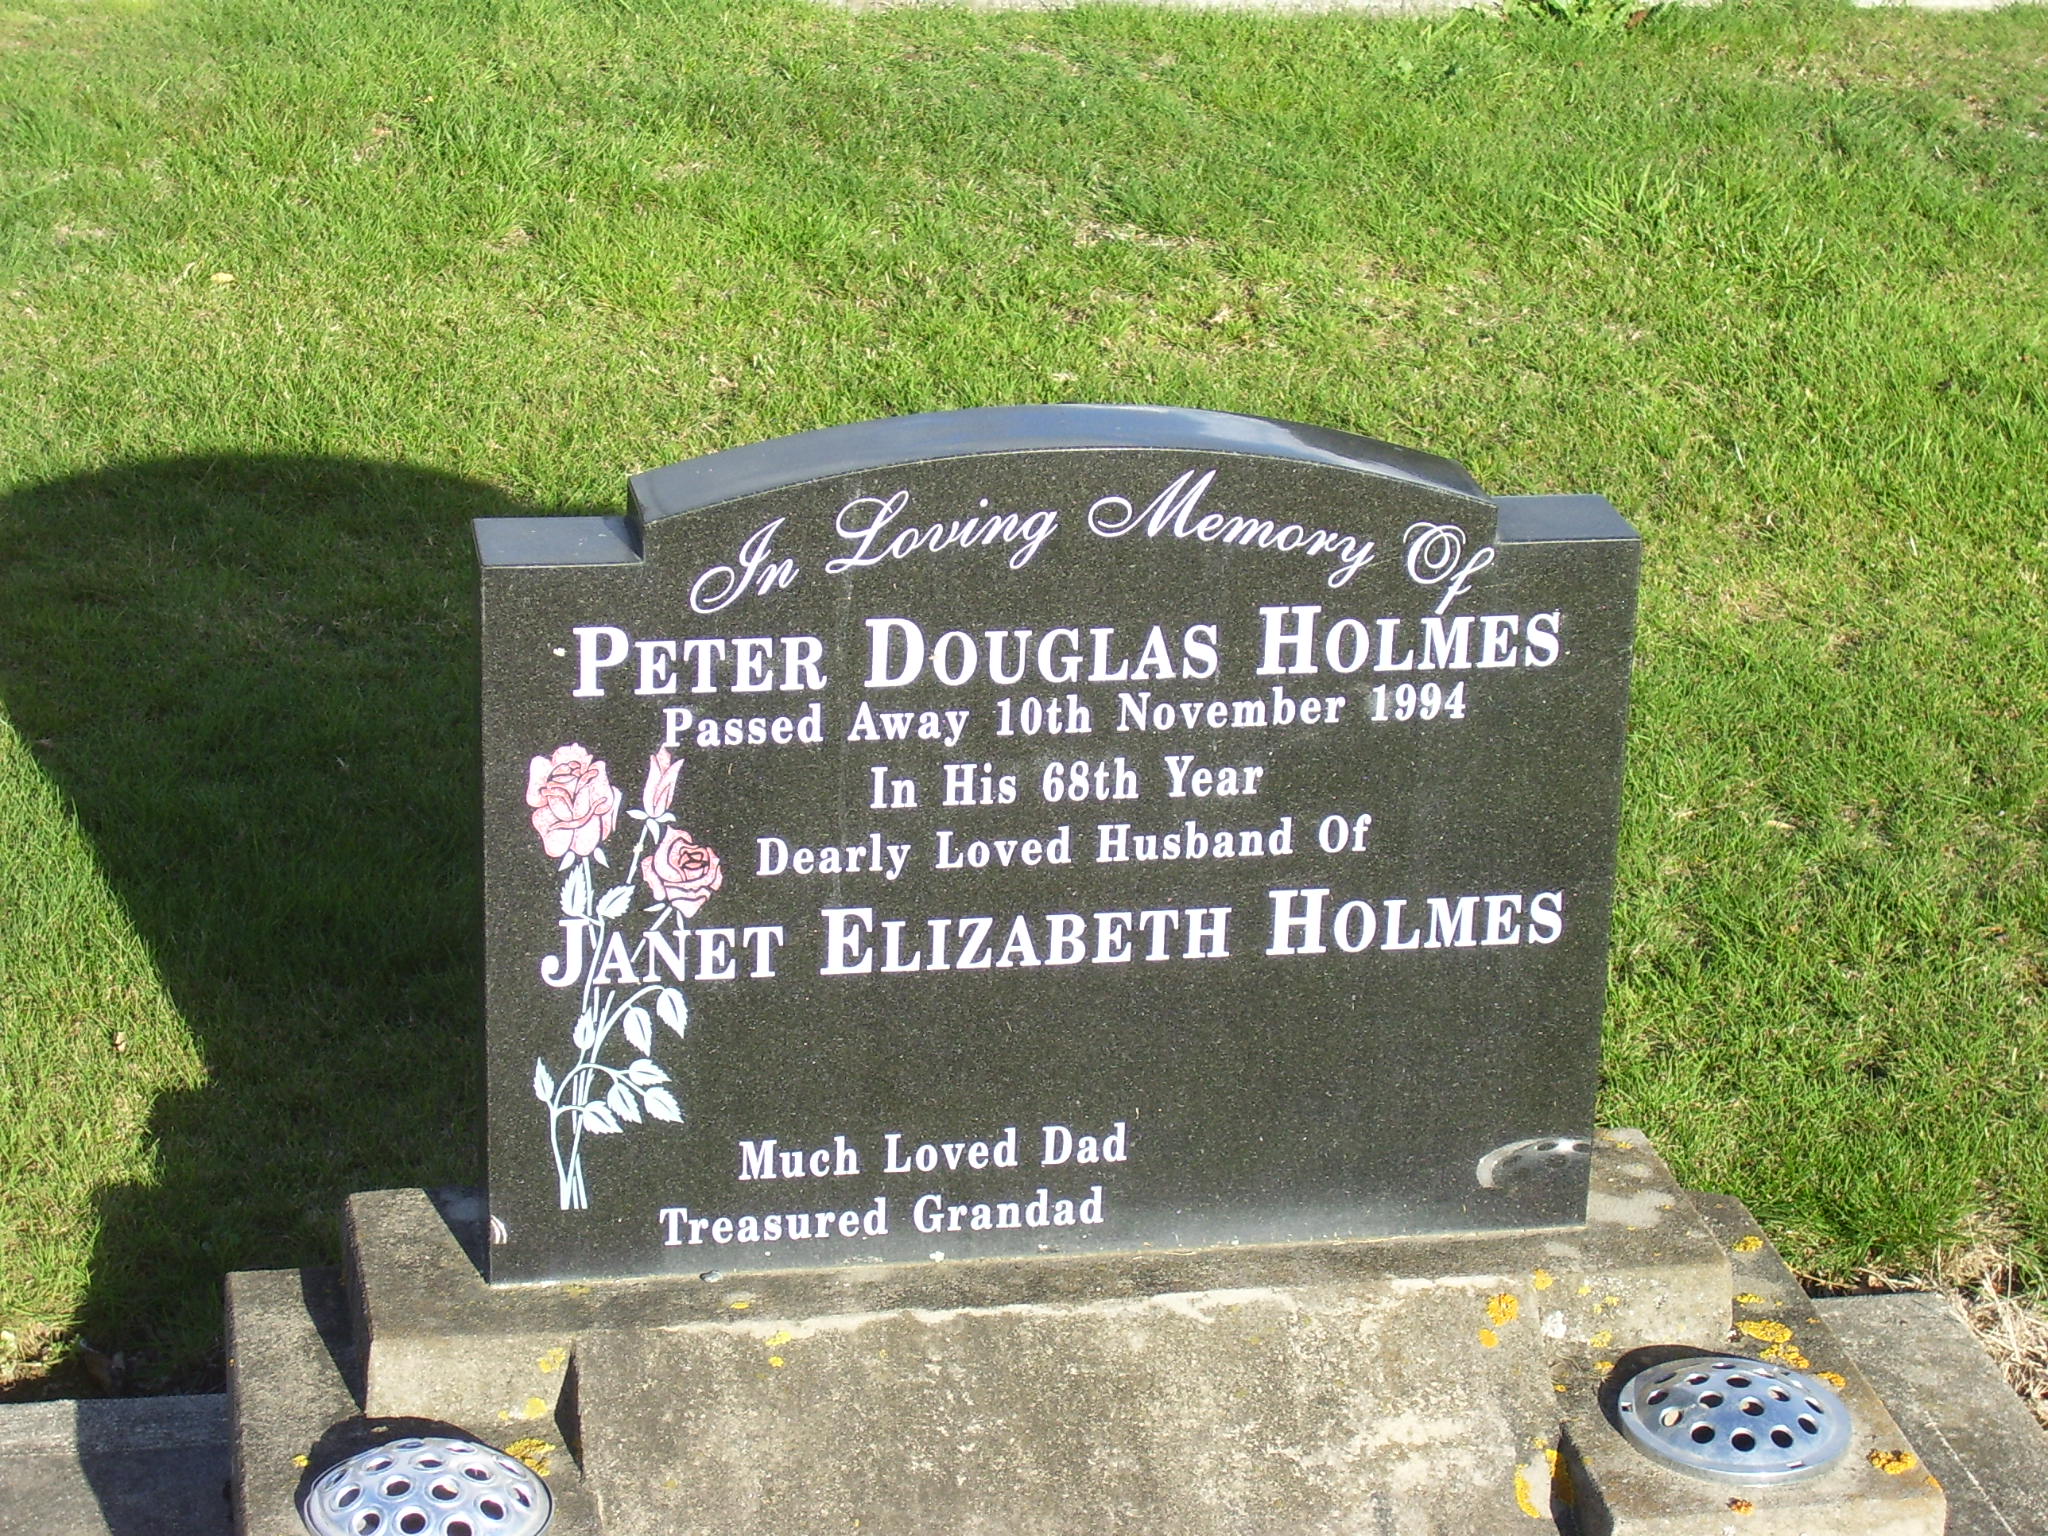 In Loving Memory Of
PETER DOUGLAS HOLMES
Passed Away 10th November 1994
In His 68th Year
Dearly Loved Husband Of
JANET ELIZABETH HOLMES
Much Loved Dad
Treasured Grandad